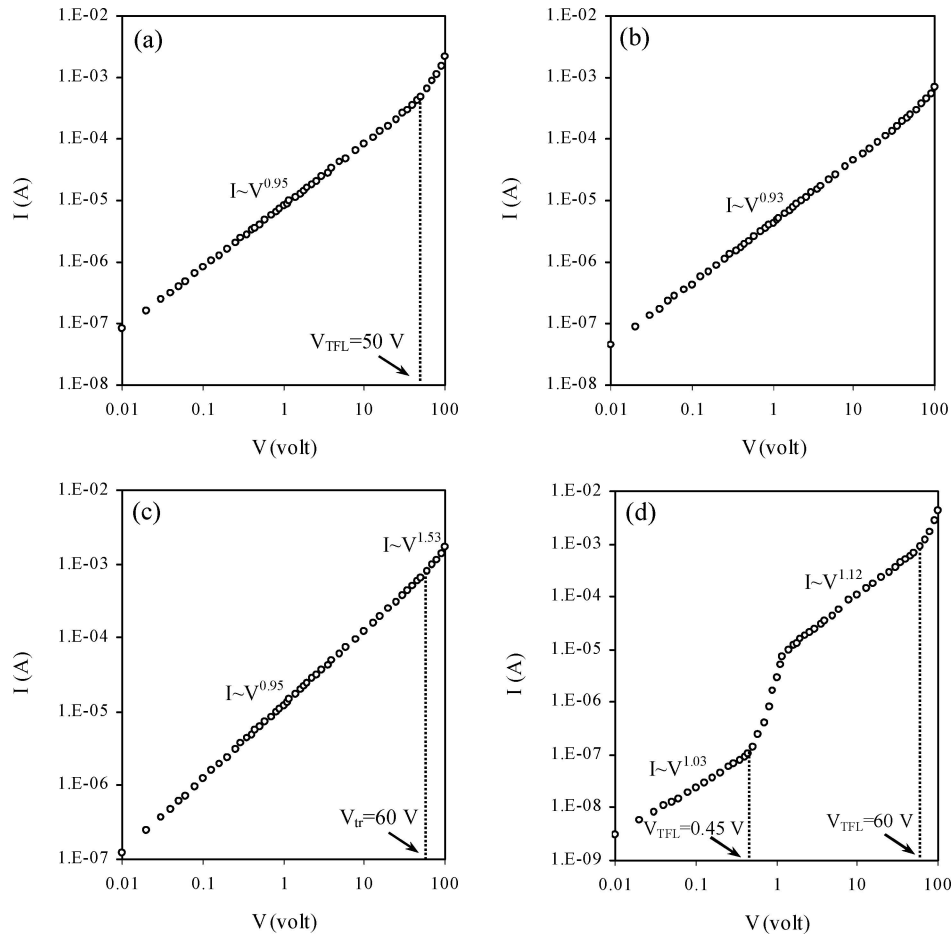 (a)
1.E-02
1.E-03
1.E-04
1.E-05
1.E-06
1.E-07
1.E-08
I (A)
I~V^0.95
V_TFL=50 V
0.01 0.1 1 10 100
V (volt)
(b)
1.E-02
1.E-03
1.E-04
1.E-05
1.E-06
1.E-07
1.E-08
I (A)
I~V^0.93
0.01 0.1 1 10 100
V (volt)
(c)
1.E-02
1.E-03
1.E-04
1.E-05
1.E-06
1.E-07
I (A)
I~V^1.53
I~V^0.95
V_tr=60 V
0.01 0.1 1 10 100
V (volt)
(d)
1.E-02
1.E-03
1.E-04
1.E-05
1.E-06
1.E-07
1.E-08
1.E-09
I (A)
I~V^1.12
I~V^1.03
V_TFL=0.45 V
V_TFL=60 V
0.01 0.1 1 10 100
V (volt)